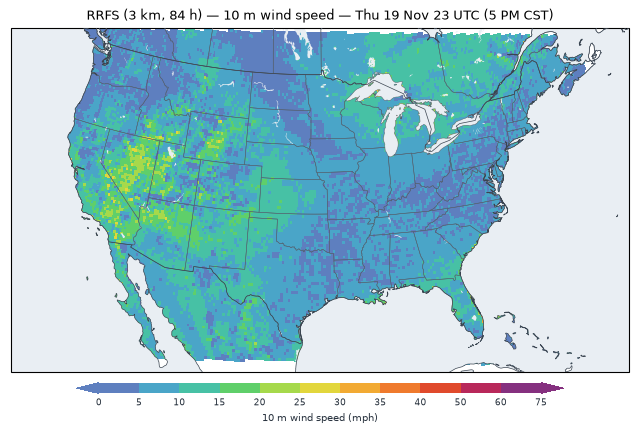 RRFS (3 km, 84 h) — 10 m wind speed — Thu 19 Nov 23 UTC (5 PM CST)
0 5 10 15 20 25 30 35 40 50 60 75
10 m wind speed (mph)